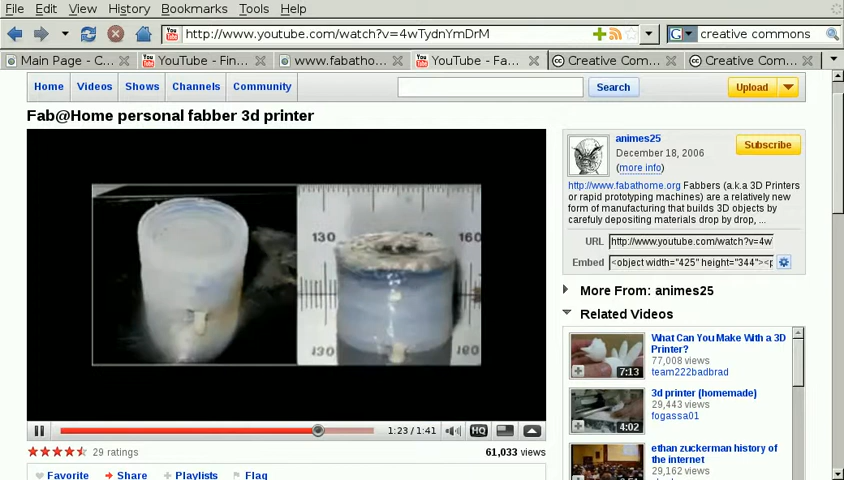 File Edit View History Bookmarks Tools Help
http://www.youtube.com/watch?v=4wTydnYmDrM
creative commons
Main Page - C...
YouTube - Fin...
www.fabatho...
YouTube - Fa...
Creative Com...
Creative Com...
Home Videos Shows Channels Community
Search
Upload
Fab@Home personal fabber 3d printer
animes25
December 18, 2006
(more info)
Subscribe
http://www.fabathome.org Fabbers (a.k.a 3D Printers
or rapid prototyping machines) are a relatively new
form of manufacturing that builds 3D objects by
carefuly depositing materials drop by drop, ...
URL http://www.youtube.com/watch?v=4w
Embed <object width="425" height="344"><p
130 160
130 160
More From: animes25
Related Videos
What Can You Make With a 3D
Printer?
77,008 views
team222badbrad
7:13
3d printer (homemade)
29,443 views
fogassa01
4:02
ethan zuckerman history of
the internet
29,162 views
1:23 / 1:41
HQ
29 ratings
61,033 views
Favorite Share Playlists Flag